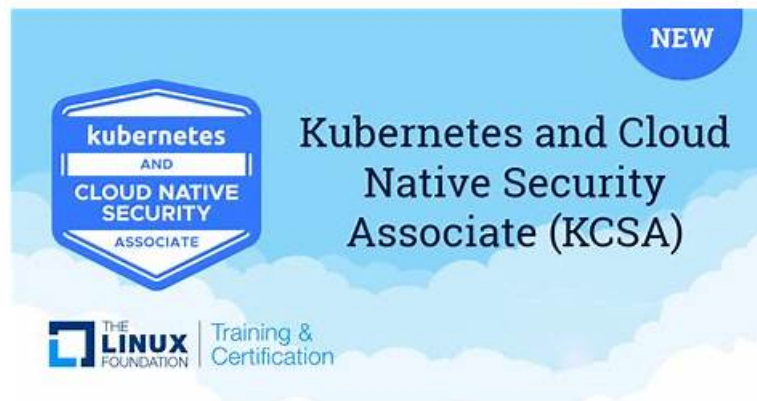 NEW
kubernetes
AND
CLOUD NATIVE
SECURITY
ASSOCIATE
Kubernetes and Cloud
Native Security
Associate (KCSA)
THE
LINUX
FOUNDATION
Training &
Certification